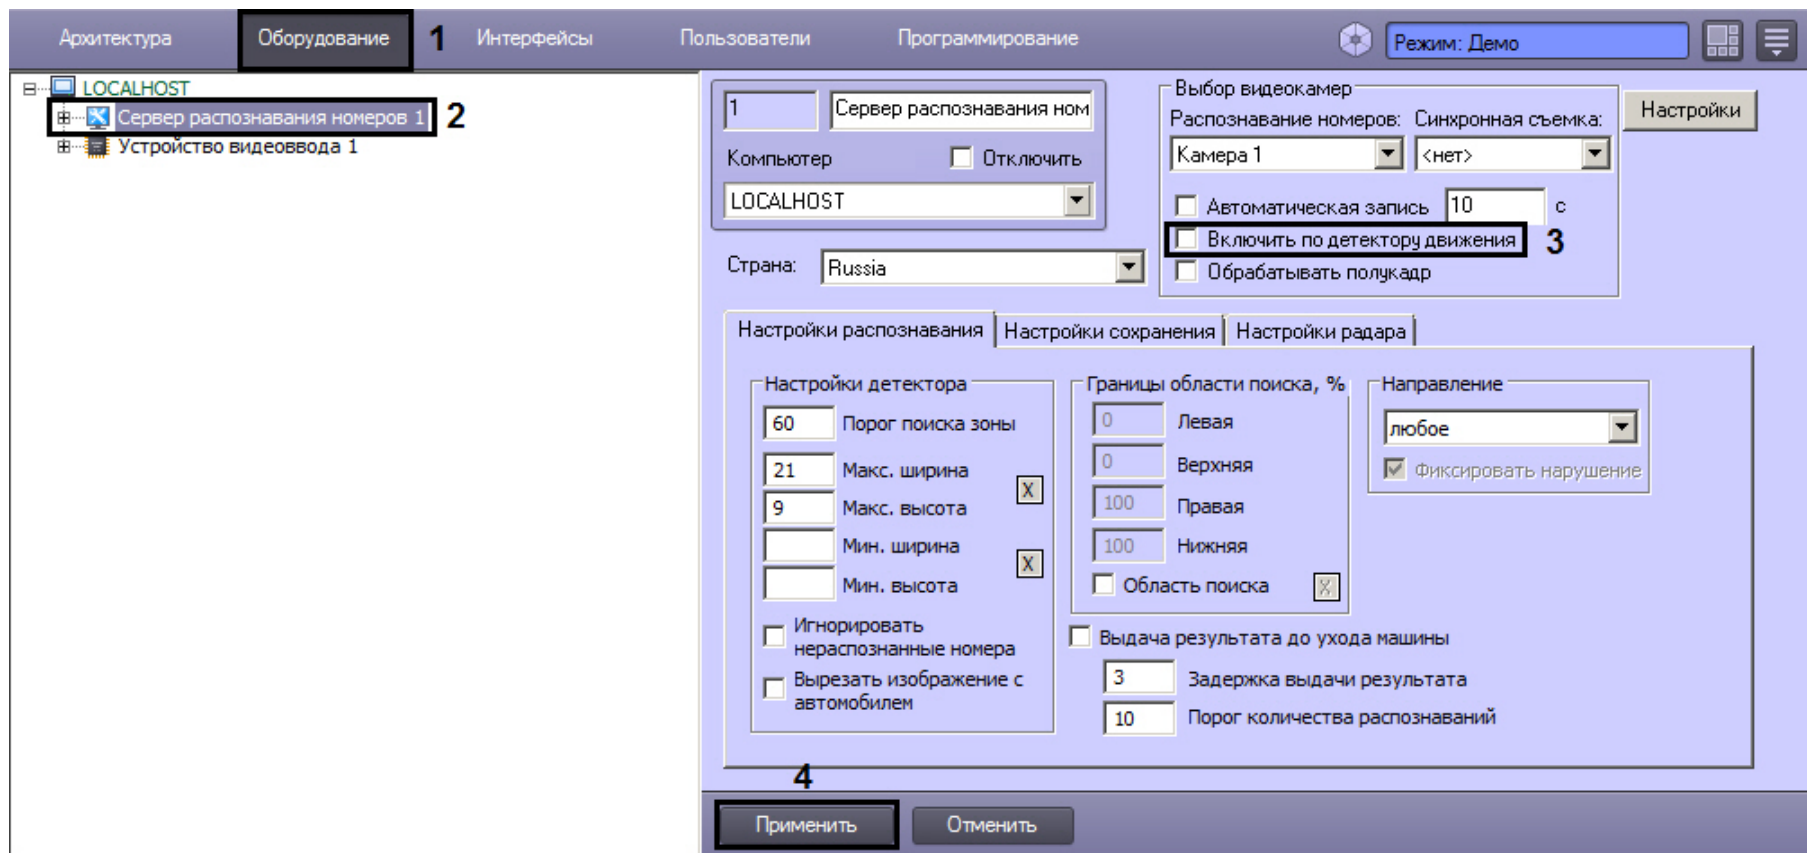 Архитектура Оборудование 1 Интерфейсы Пользователи Программирование Режим: Демо
LOCALHOST
Сервер распознавания номеров 1 2
Устройство видеоввода 1
1 Сервер распознавания ном
Компьютер Отключить
LOCALHOST
Страна: Russia
Выбор видеокамер
Распознавание номеров: Синхронная съемка:
Камера 1 <нет>
Настройки
Автоматическая запись 10 с
Включить по детектору движения 3
Обрабатывать полукадр
Настройки распознавания Настройки сохранения Настройки радара
Настройки детектора
60 Порог поиска зоны
21 Макс. ширина
9 Макс. высота
X
Мин. ширина
Мин. высота
X
Игнорировать
нераспознанные номера
Вырезать изображение с
автомобилем
Границы области поиска, %
0 Левая
0 Верхняя
100 Правая
100 Нижняя
Область поиска X
Направление
любое
Фиксировать нарушение
Выдача результата до ухода машины
3 Задержка выдачи результата
10 Порог количества распознаваний
4
Применить Отменить